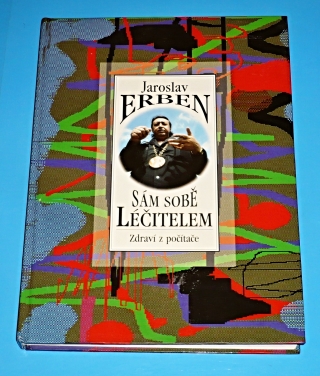 Jaroslav
ERBEN
SÁM SOBĚ
LÉČITELEM
Zdraví z počítače